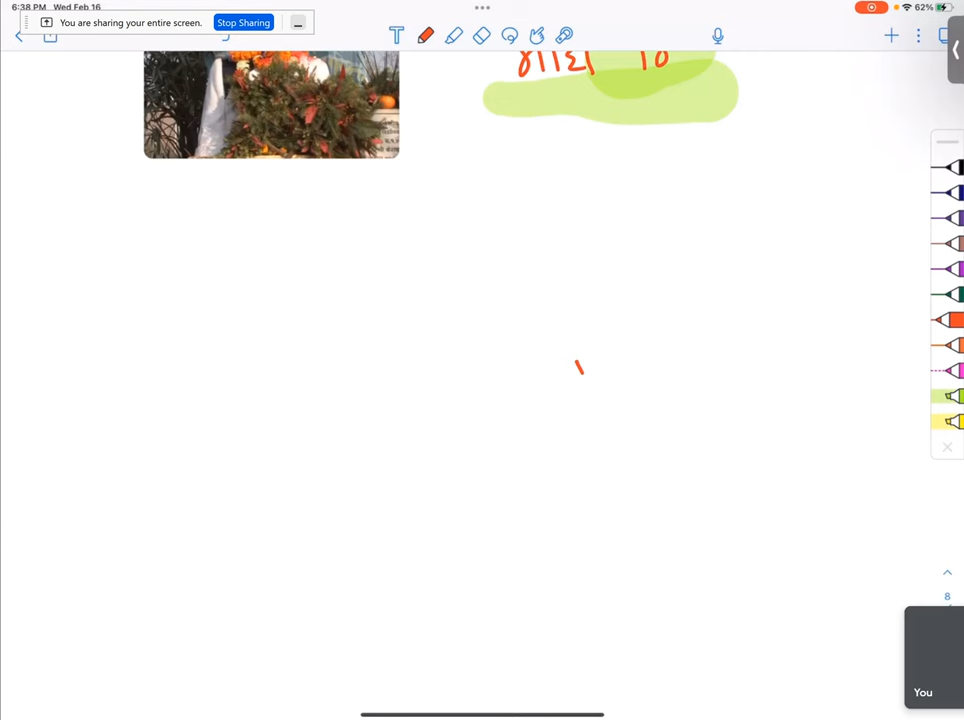 6:38 PM Wed Feb 16
62%
You are sharing your entire screen.
Stop Sharing
T
8
You